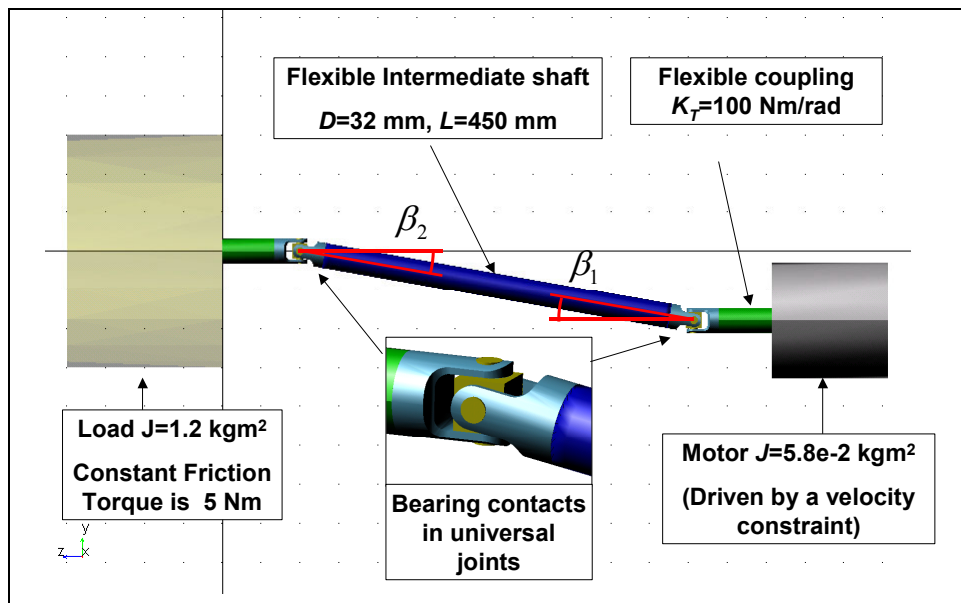 Flexible Intermediate shaft
D=32 mm, L=450 mm
Flexible coupling
K_T=100 Nm/rad
β₂
β₁
Load J=1.2 kgm²
Constant Friction
Torque is 5 Nm
Bearing contacts
in universal
joints
Motor J=5.8e-2 kgm²
(Driven by a velocity
constraint)
y
z
x